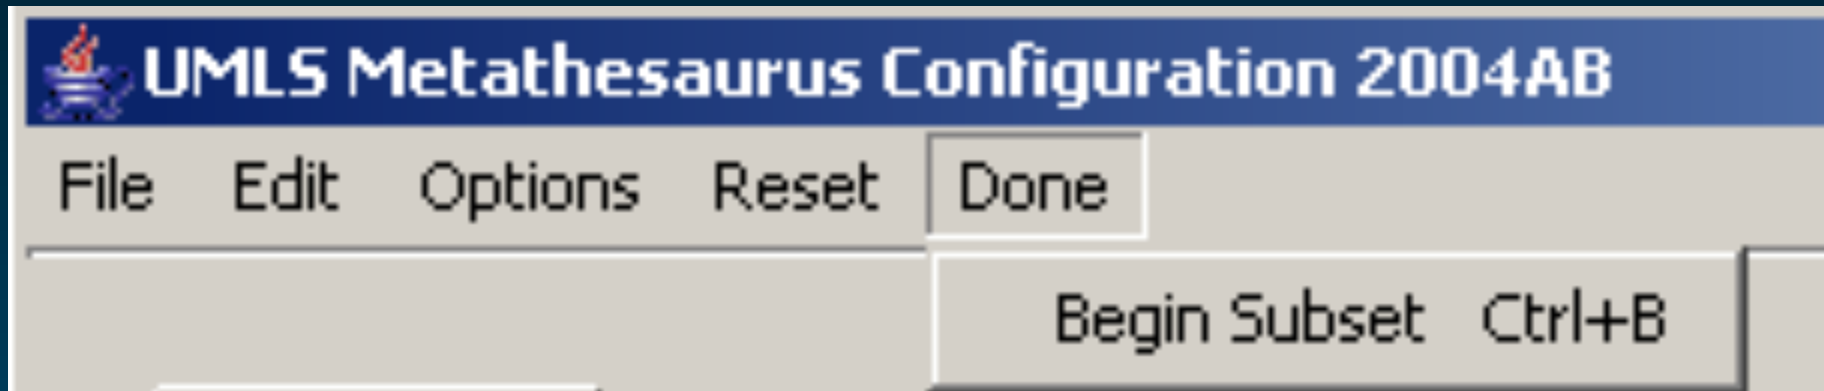 UMLS Metathesaurus Configuration 2004AB
File Edit Options Reset Done
Begin Subset Ctrl+B